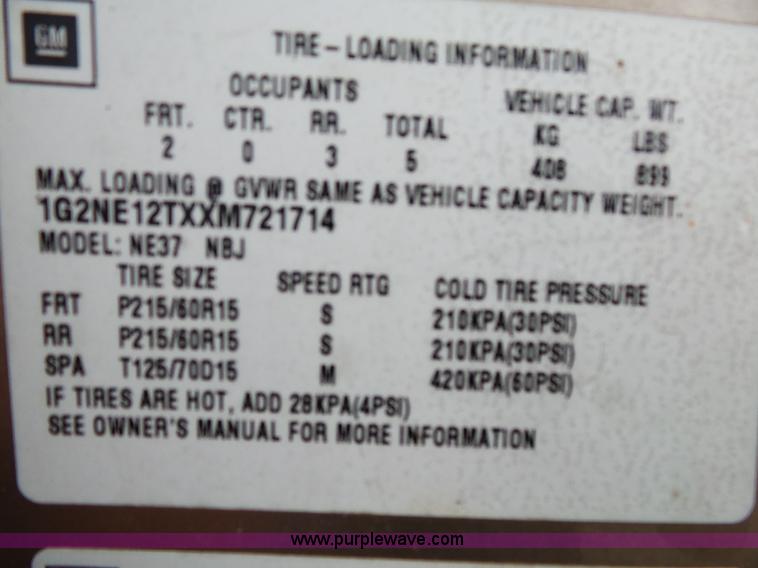 GM
TIRE – LOADING INFORMATION
OCCUPANTS VEHICLE CAP. WT.
FRT. CTR. RR. TOTAL KG LBS
2 0 3 5 408 899
MAX. LOADING @ GVWR SAME AS VEHICLE CAPACITY WEIGHT.
1G2NE12TXXM721714
MODEL: NE37 NBJ
TIRE SIZE SPEED RTG COLD TIRE PRESSURE
FRT P215/60R15 S 210KPA(30PSI)
RR P215/60R15 S 210KPA(30PSI)
SPA T125/70D15 M 420KPA(60PSI)
IF TIRES ARE HOT, ADD 28KPA(4PSI)
SEE OWNER'S MANUAL FOR MORE INFORMATION
www.purplewave.com